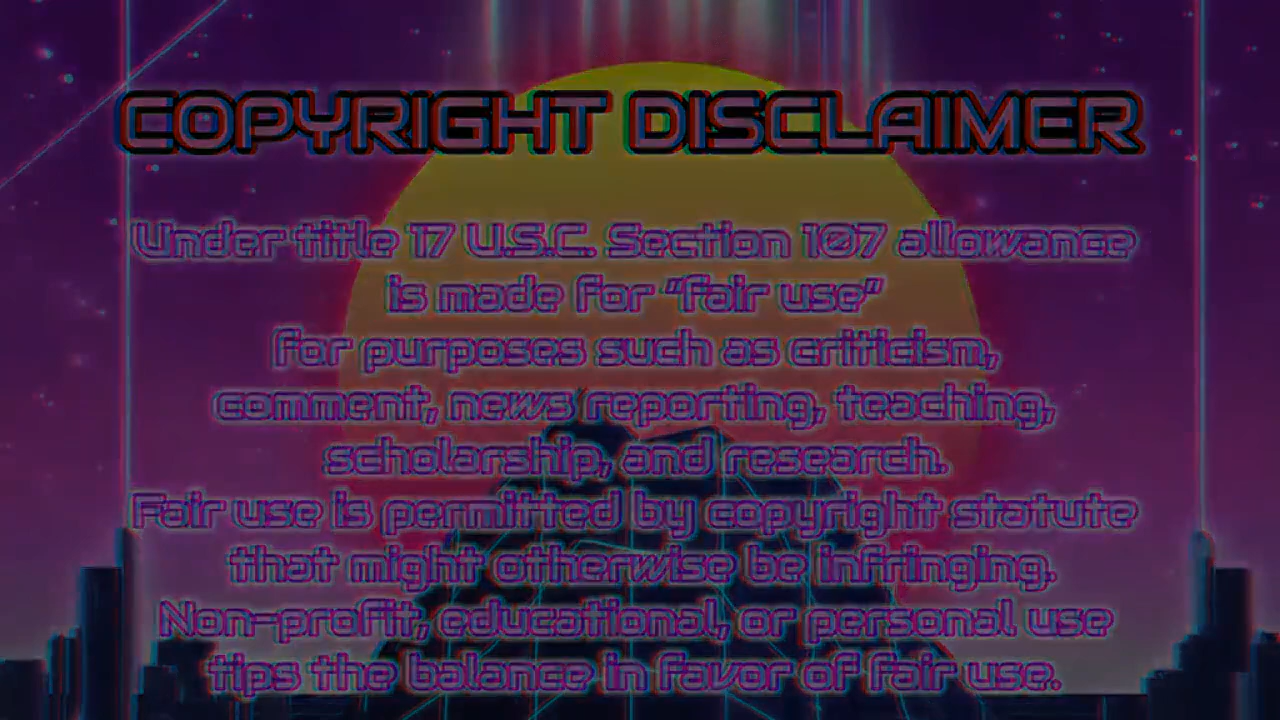 COPYRIGHT DISCLAIMER
Under title 17 U.S.C. Section 107 allowance
is made for “fair use”
for purposes such as criticism,
comment, news reporting, teaching,
scholarship, and research.
Fair use is permitted by copyright statute
that might otherwise be infringing.
Non-profit, educational, or personal use
tips the balance in favor of fair use.